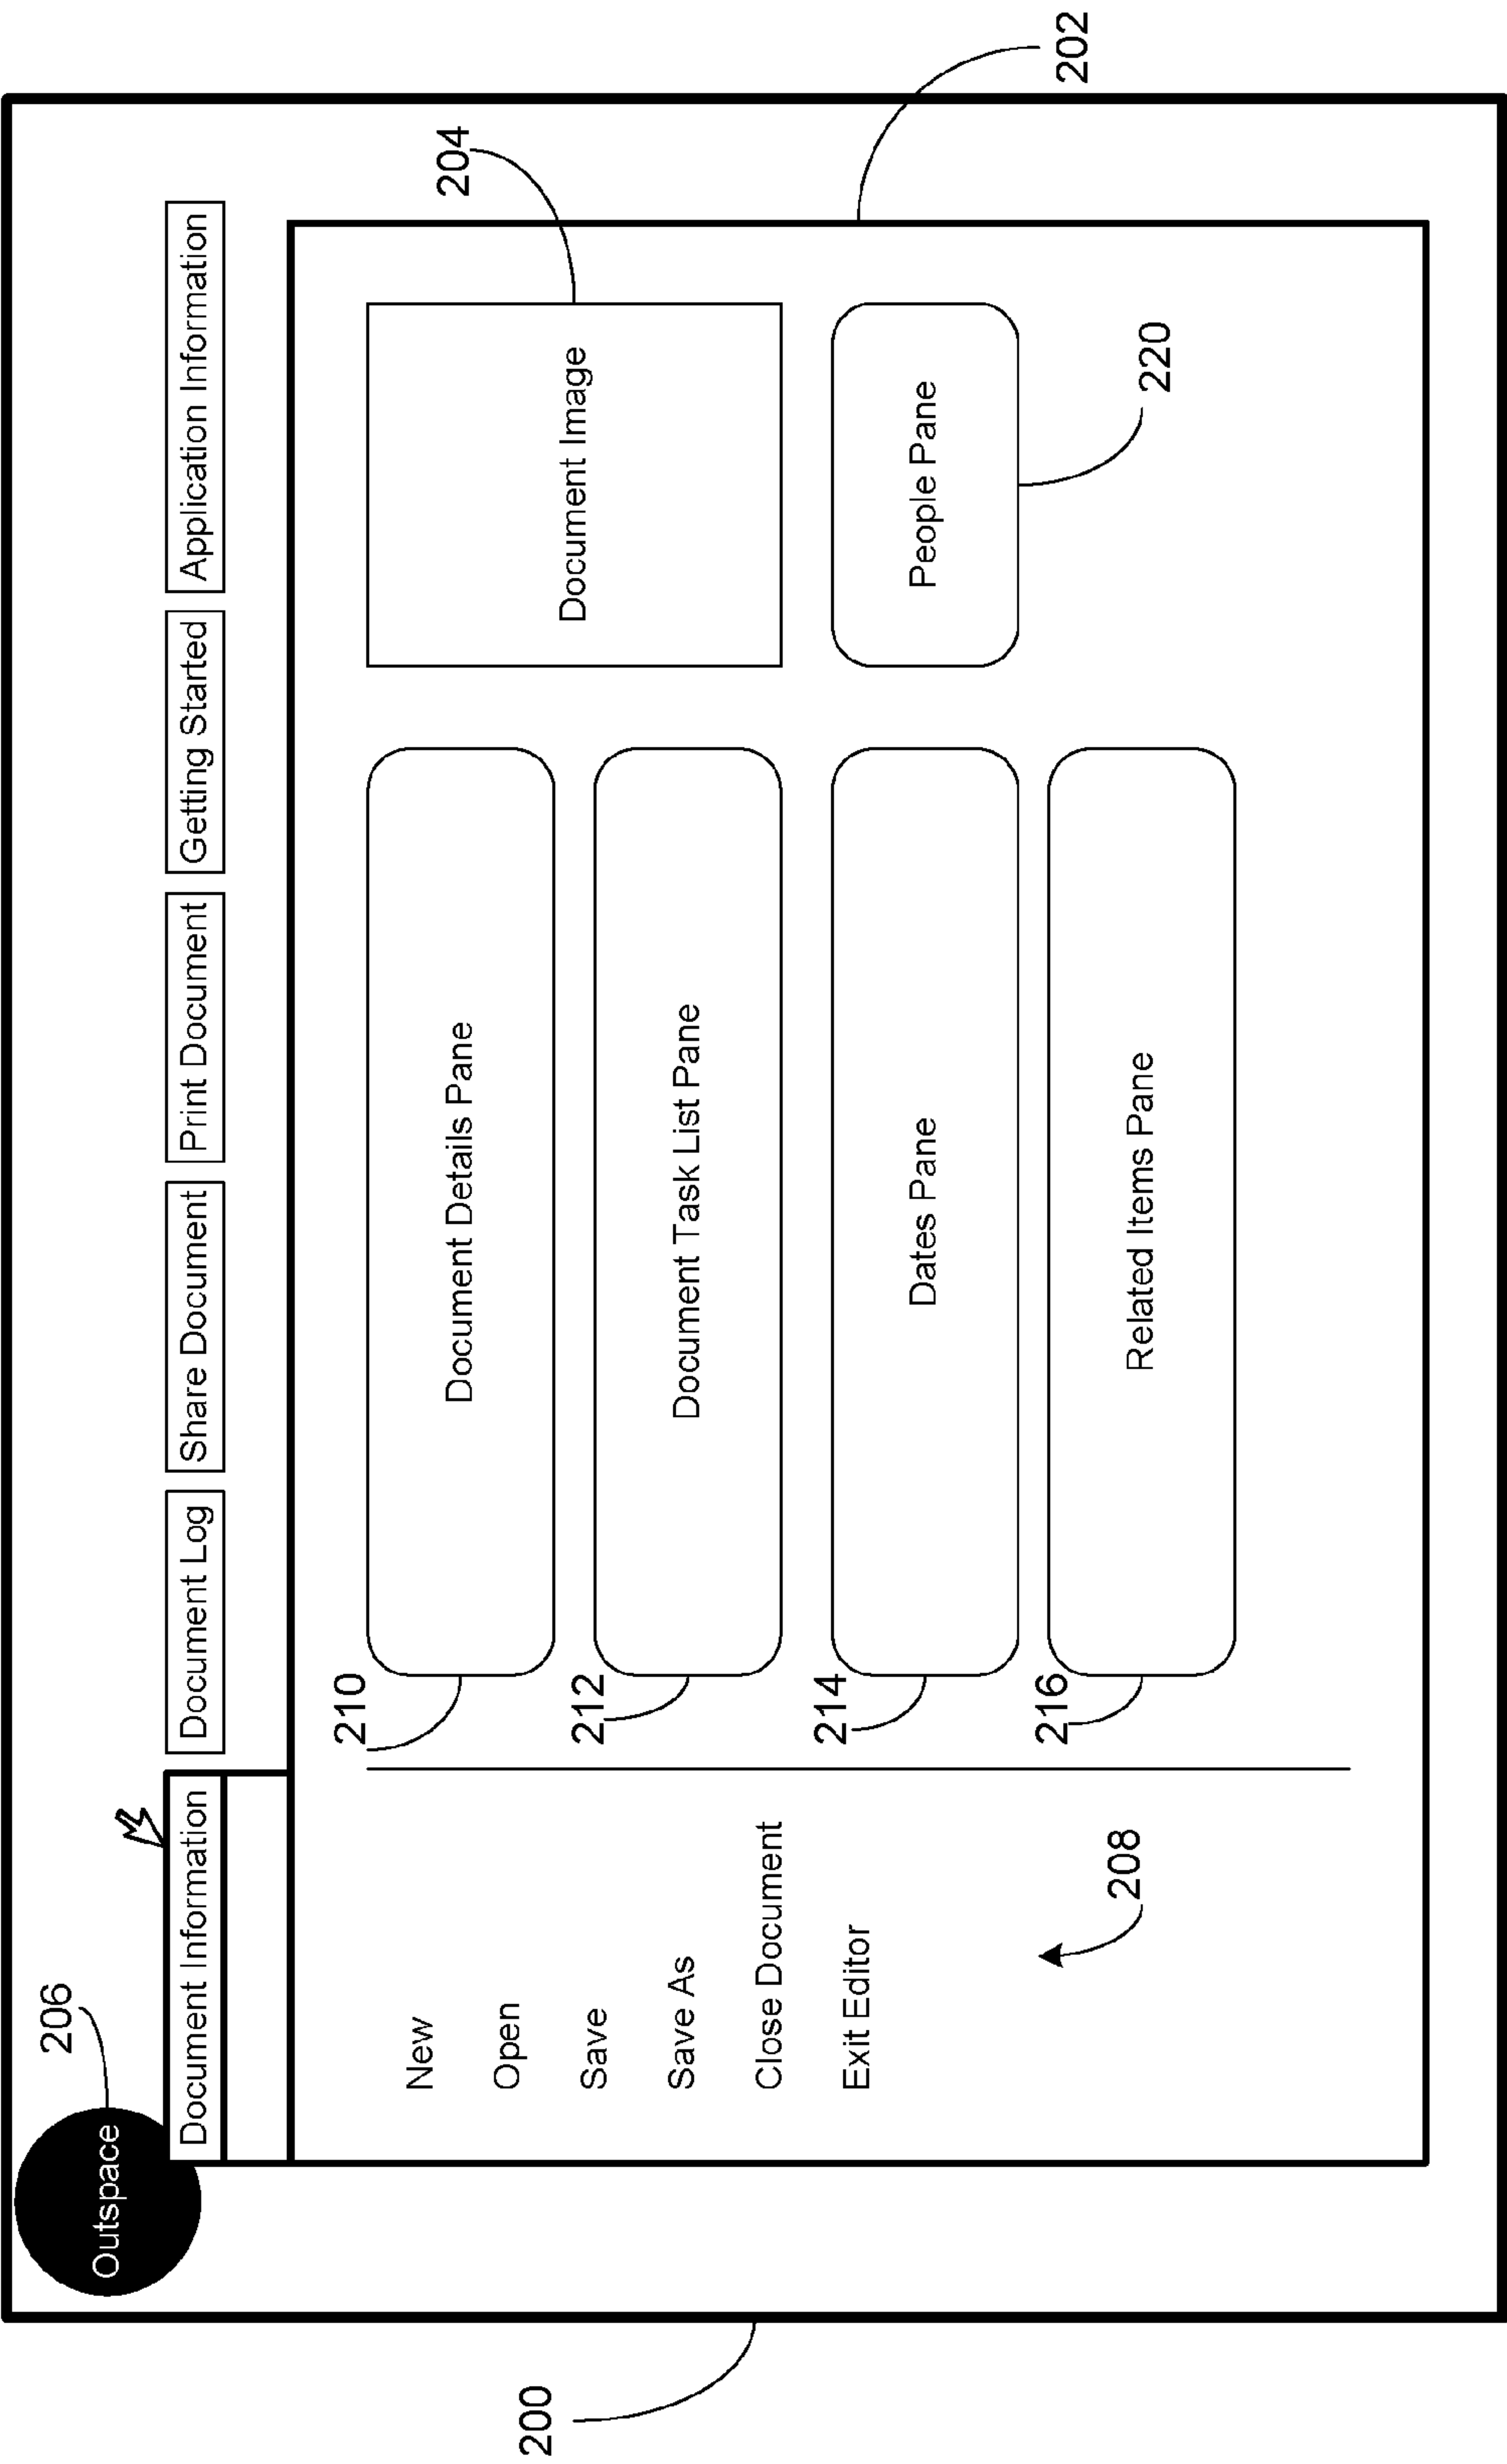 206
Outspace
Document Information
Document Log
Share Document
Print Document
Getting Started
Application Information
200
New
Open
Save
Save As
Close Document
Exit Editor
208
210
Document Details Pane
212
Document Task List Pane
214
Dates Pane
216
Related Items Pane
204
Document Image
People Pane
220
202